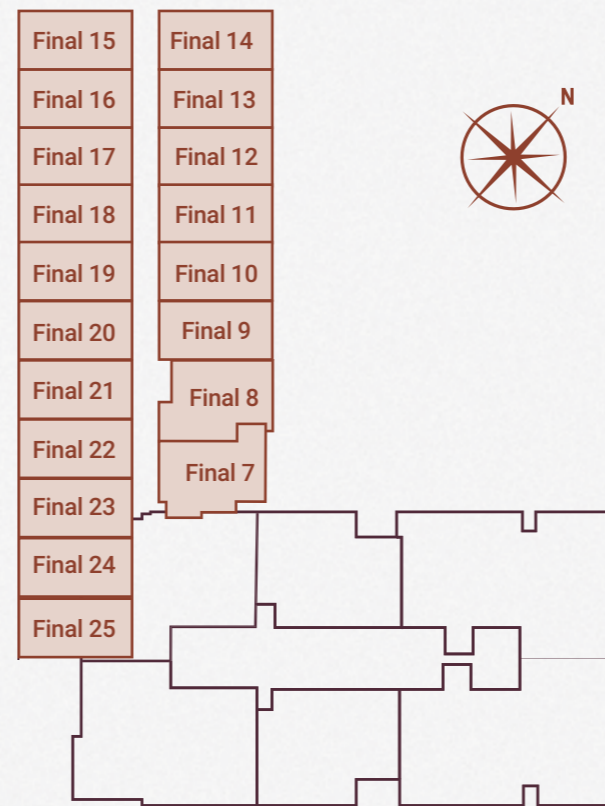 Final 15
Final 14
Final 16
Final 13
Final 17
Final 12
Final 18
Final 11
Final 19
Final 10
Final 20
Final 9
Final 21
Final 8
Final 22
Final 7
Final 23
Final 24
Final 25
N